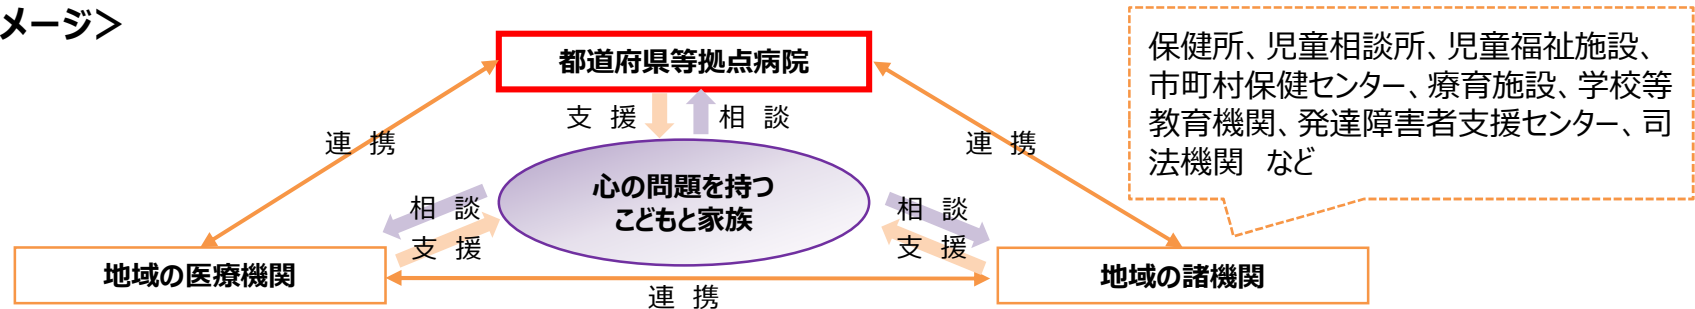 メージ＞
都道府県等拠点病院
保健所、児童相談所、児童福祉施設、
市町村保健センター、療育施設、学校等
教育機関、発達障害者支援センター、司
法機関　など
支　援
相　談
連　携
連　携
心の問題を持つ
こどもと家族
相　談
支　援
相　談
支　援
地域の医療機関
地域の諸機関
連　携